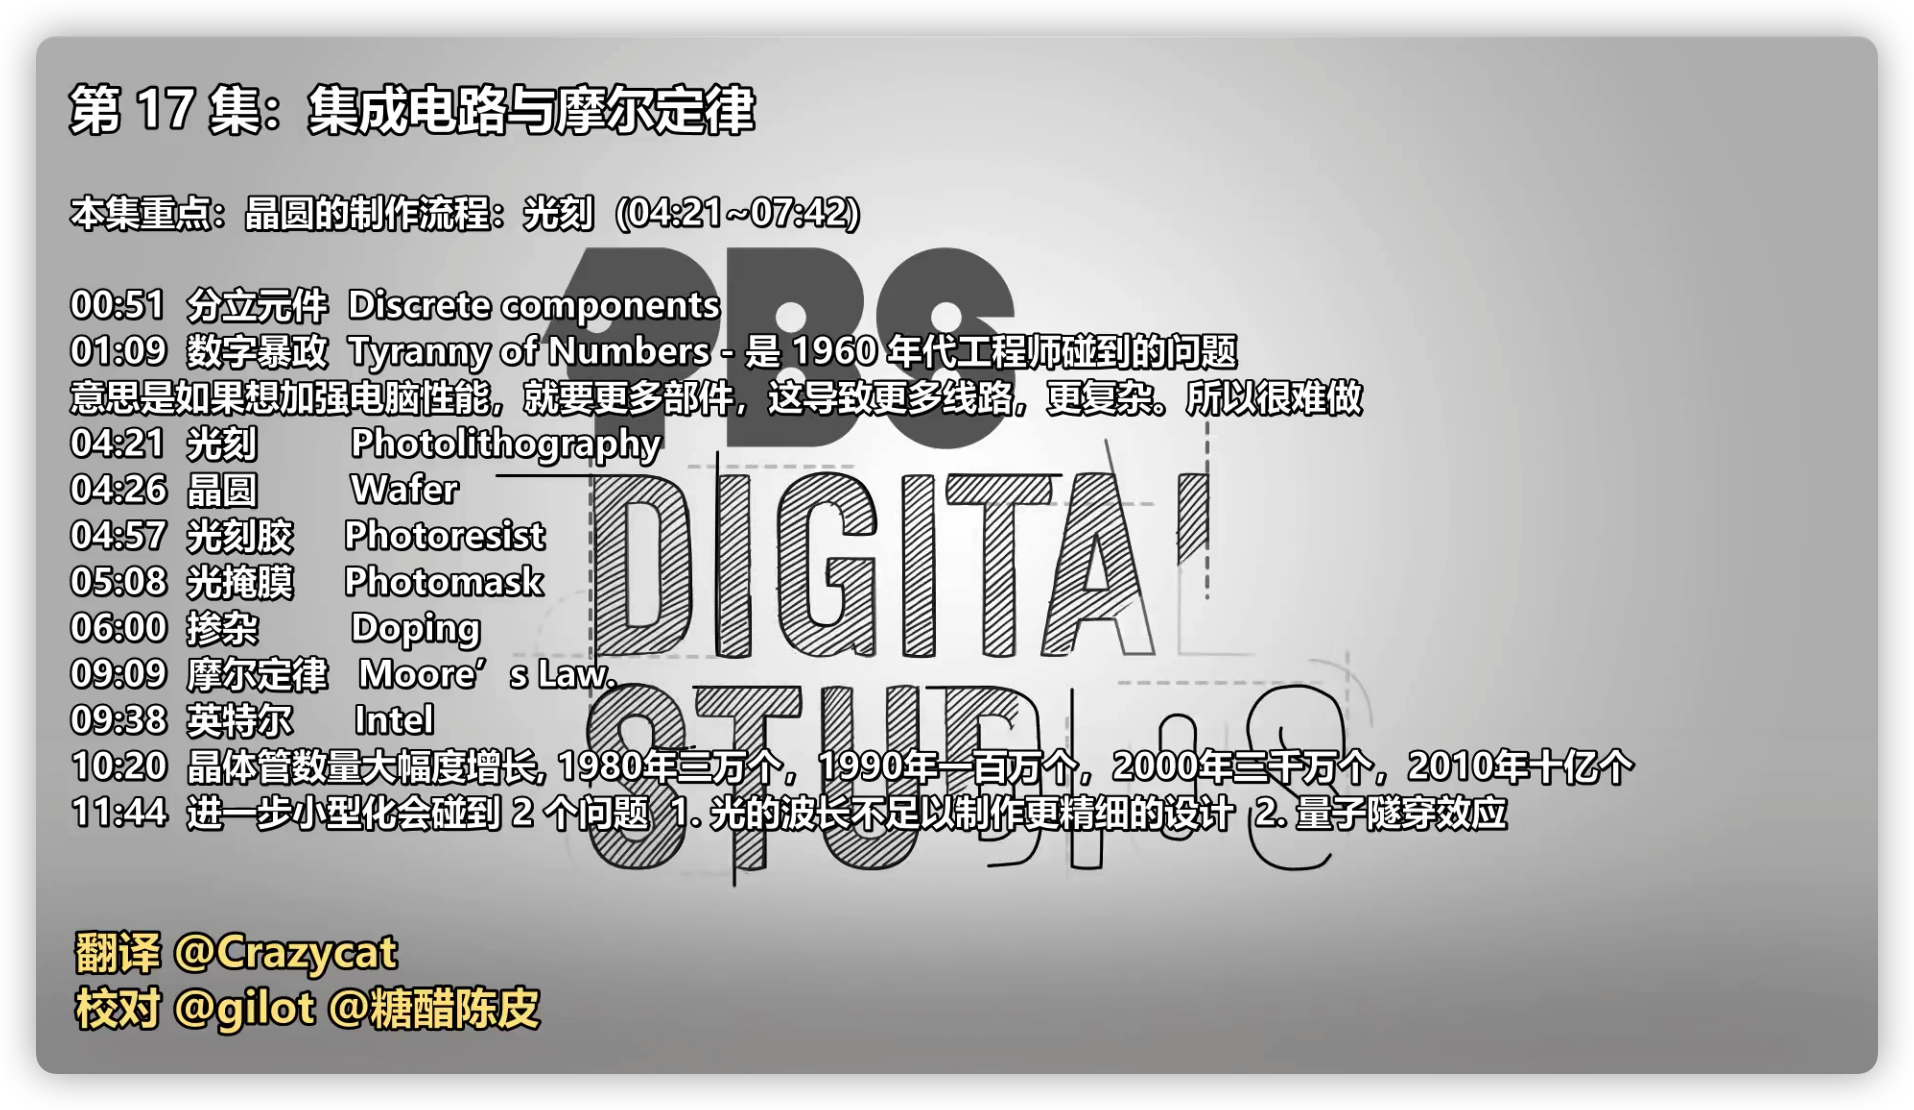 第 17 集：集成电路与摩尔定律
本集重点：晶圆的制作流程：光刻 (04:21~07:42)
00:51 分立元件 Discrete components
01:09 数字暴政 Tyranny of Numbers - 是 1960 年代工程师碰到的问题
意思是如果想加强电脑性能，就要更多部件，这导致更多线路，更复杂。所以很难做
04:21 光刻 Photolithography
04:26 晶圆 Wafer
04:57 光刻胶 Photoresist
05:08 光掩膜 Photomask
06:00 掺杂 Doping
09:09 摩尔定律 Moore’s Law.
09:38 英特尔 Intel
10:20 晶体管数量大幅度增长, 1980年三万个，1990年一百万个，2000年三千万个，2010年十亿个
11:44 进一步小型化会碰到 2 个问题 1. 光的波长不足以制作更精细的设计 2. 量子隧穿效应
翻译 @Crazycat
校对 @gilot @糖醋陈皮
PBS
DIGITAL
STUDIOS